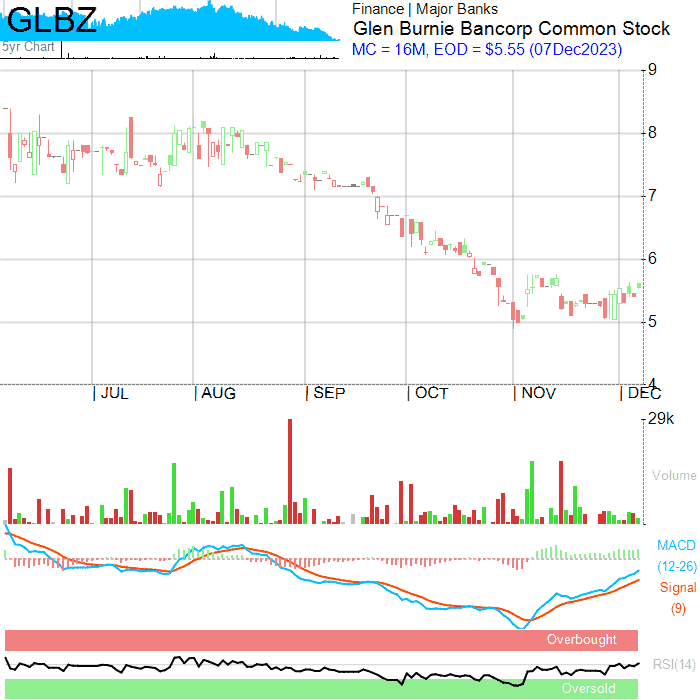 GLBZ
5yr Chart
Finance | Major Banks
Glen Burnie Bancorp Common Stock
MC = 16M, EOD = $5.55 (07Dec2023)
9
8
7
6
5
4
| JUL | AUG | SEP | OCT | NOV | DEC
29k
Volume
MACD
(12-26)
Signal
(9)
Overbought
RSI(14)
Oversold